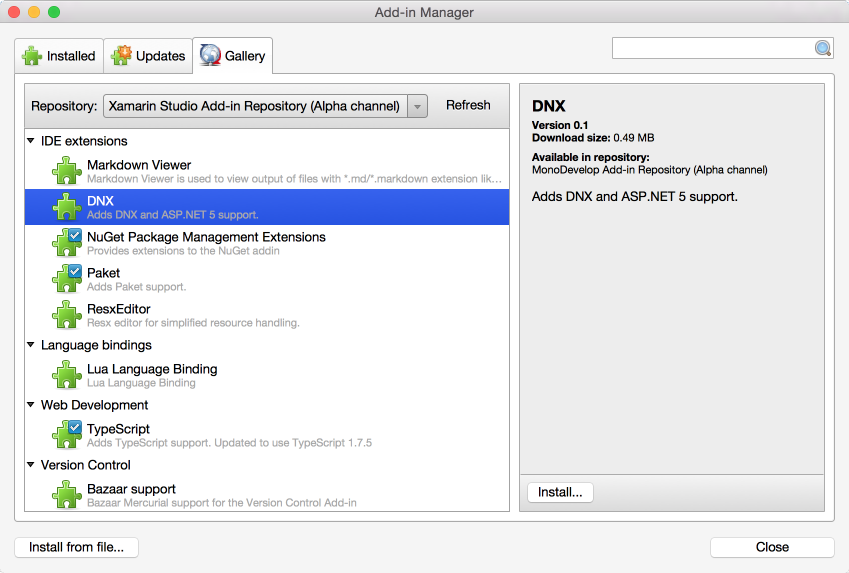 Add-in Manager
Installed
Updates
Gallery
Repository:
Xamarin Studio Add-in Repository (Alpha channel)
Refresh
IDE extensions
Markdown Viewer
Markdown Viewer is used to view output of files with *.md/*.markdown extension lik...
DNX
Adds DNX and ASP.NET 5 support.
NuGet Package Management Extensions
Provides extensions to the NuGet addin
Paket
Adds Paket support.
ResxEditor
Resx editor for simplified resource handling.
Language bindings
Lua Language Binding
Lua Language Binding
Web Development
TypeScript
Adds TypeScript support. Updated to use TypeScript 1.7.5
Version Control
Bazaar support
Bazaar Mercurial support for the Version Control Add-in
DNX
Version 0.1
Download size: 0.49 MB
Available in repository:
MonoDevelop Add-in Repository (Alpha channel)
Adds DNX and ASP.NET 5 support.
Install...
Install from file...
Close